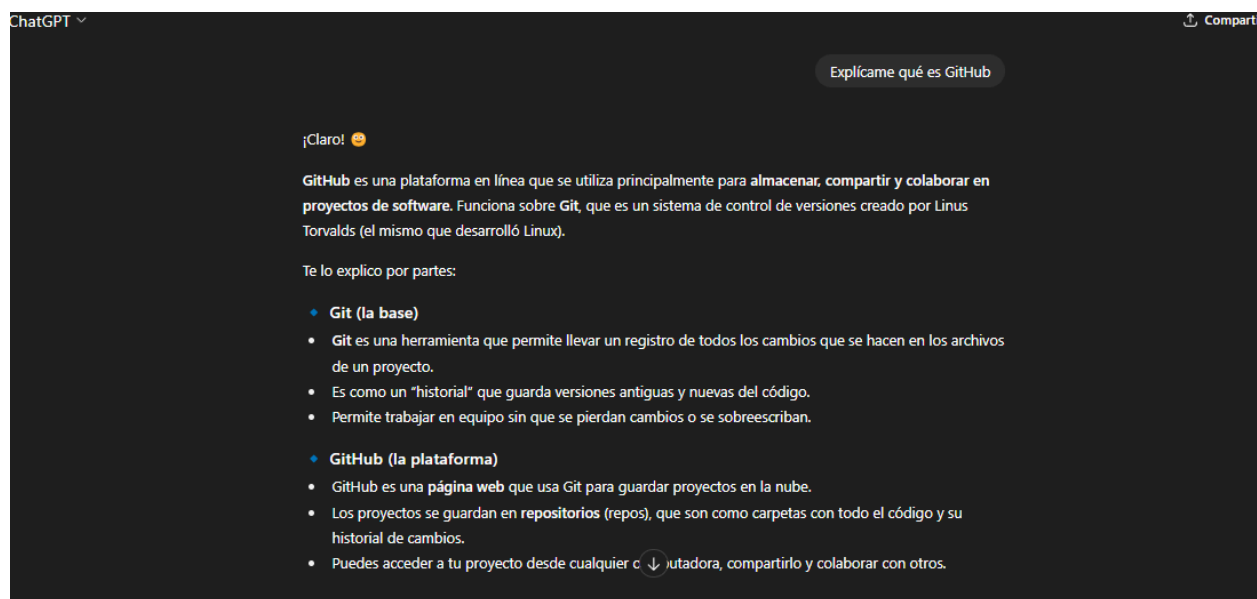 ChatGPT
Compart
Explícame qué es GitHub
¡Claro! 😊
GitHub es una plataforma en línea que se utiliza principalmente para almacenar, compartir y colaborar en
proyectos de software. Funciona sobre Git, que es un sistema de control de versiones creado por Linus
Torvalds (el mismo que desarrolló Linux).
Te lo explico por partes:
🔹 Git (la base)
• Git es una herramienta que permite llevar un registro de todos los cambios que se hacen en los archivos
de un proyecto.
• Es como un "historial" que guarda versiones antiguas y nuevas del código.
• Permite trabajar en equipo sin que se pierdan cambios o se sobreescriban.
🔹 GitHub (la plataforma)
• GitHub es una página web que usa Git para guardar proyectos en la nube.
• Los proyectos se guardan en repositorios (repos), que son como carpetas con todo el código y su
historial de cambios.
• Puedes acceder a tu proyecto desde cualquier c utadora, compartirlo y colaborar con otros.